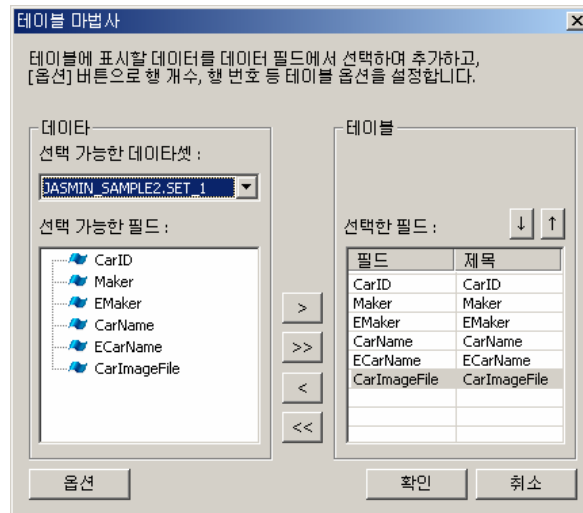 테이블 마법사
테이블에 표시할 데이터를 데이터 필드에서 선택하여 추가하고,
[옵션] 버튼으로 행 개수, 행 번호 등 테이블 옵션을 설정합니다.
데이타
선택 가능한 데이타셋 :
JASMIN_SAMPLE2.SET_1
선택 가능한 필드 :
CarID
Maker
EMaker
CarName
ECarName
CarImageFile
>
>>
<
<<
테이블
선택한 필드 :
↓ ↑
필드 제목
CarID CarID
Maker Maker
EMaker EMaker
CarName CarName
ECarName ECarName
CarImageFile CarImageFile
옵션
확인
취소